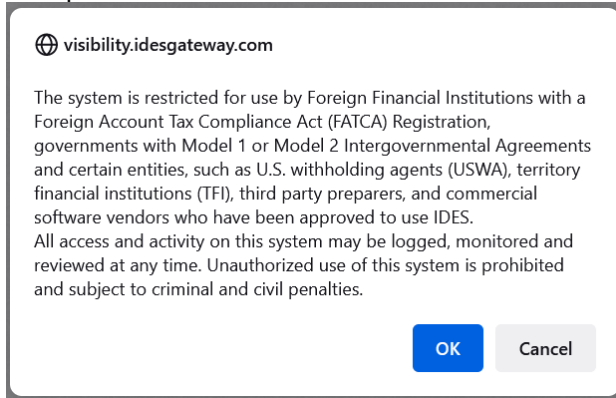 visibility.idesgateway.com
The system is restricted for use by Foreign Financial Institutions with a
Foreign Account Tax Compliance Act (FATCA) Registration,
governments with Model 1 or Model 2 Intergovernmental Agreements
and certain entities, such as U.S. withholding agents (USWA), territory
financial institutions (TFI), third party preparers, and commercial
software vendors who have been approved to use IDES.
All access and activity on this system may be logged, monitored and
reviewed at any time. Unauthorized use of this system is prohibited
and subject to criminal and civil penalties.
OK Cancel